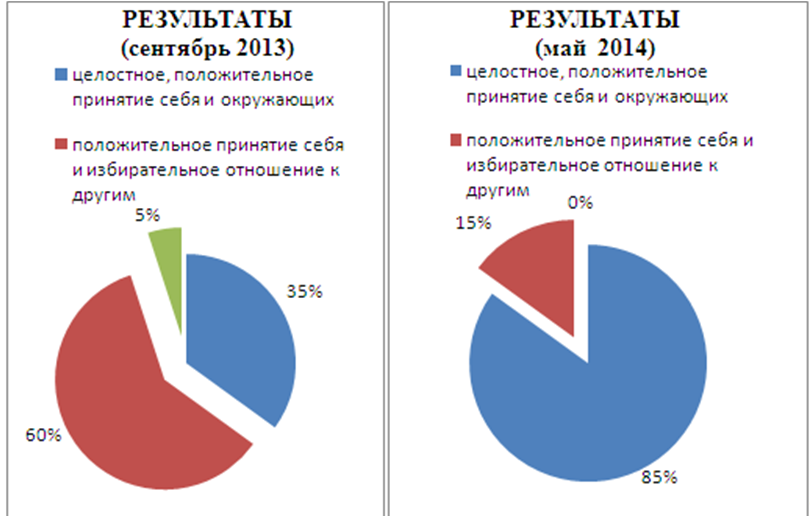 РЕЗУЛЬТАТЫ
(сентябрь 2013)
целостное, положительное
принятие себя и окружающих
положительное принятие себя
и избирательное отношение к
другим
5%
35%
60%
РЕЗУЛЬТАТЫ
(май 2014)
целостное, положительное
принятие себя и окружающих
положительное принятие себя и
избирательное отношение к
другим
0%
15%
85%